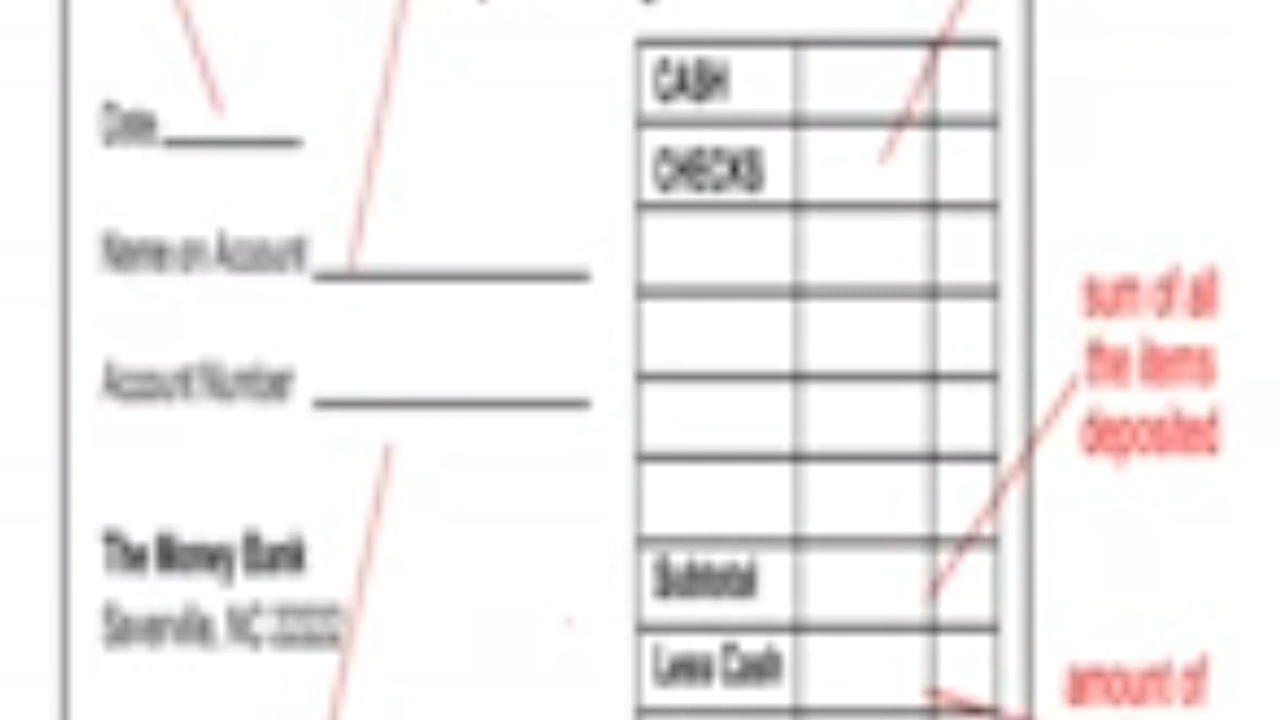 Date
CASH
CHECKS
Name on Account
sum of all
the items
deposited
Account Number
The Money Bank
Subtotal
Saverville, NC
Less Cash
amount of